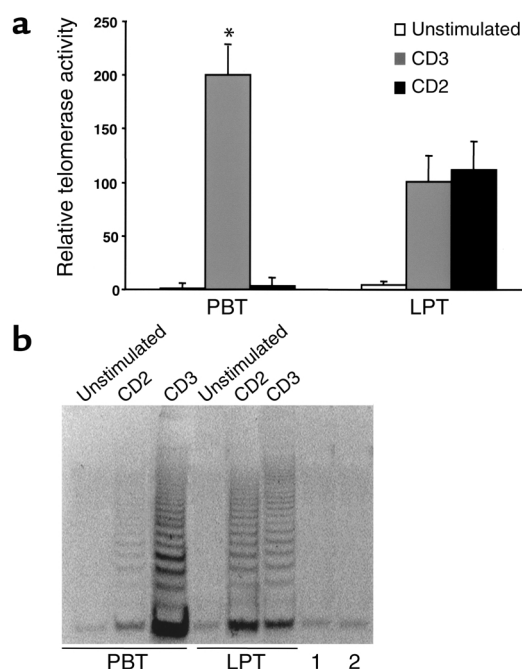 a
Relative telomerase activity
250
200
150
100
50
0
*
Unstimulated
CD3
CD2
PBT
LPT
b
Unstimulated
CD2
CD3
Unstimulated
CD2
CD3
PBT
LPT
1
2